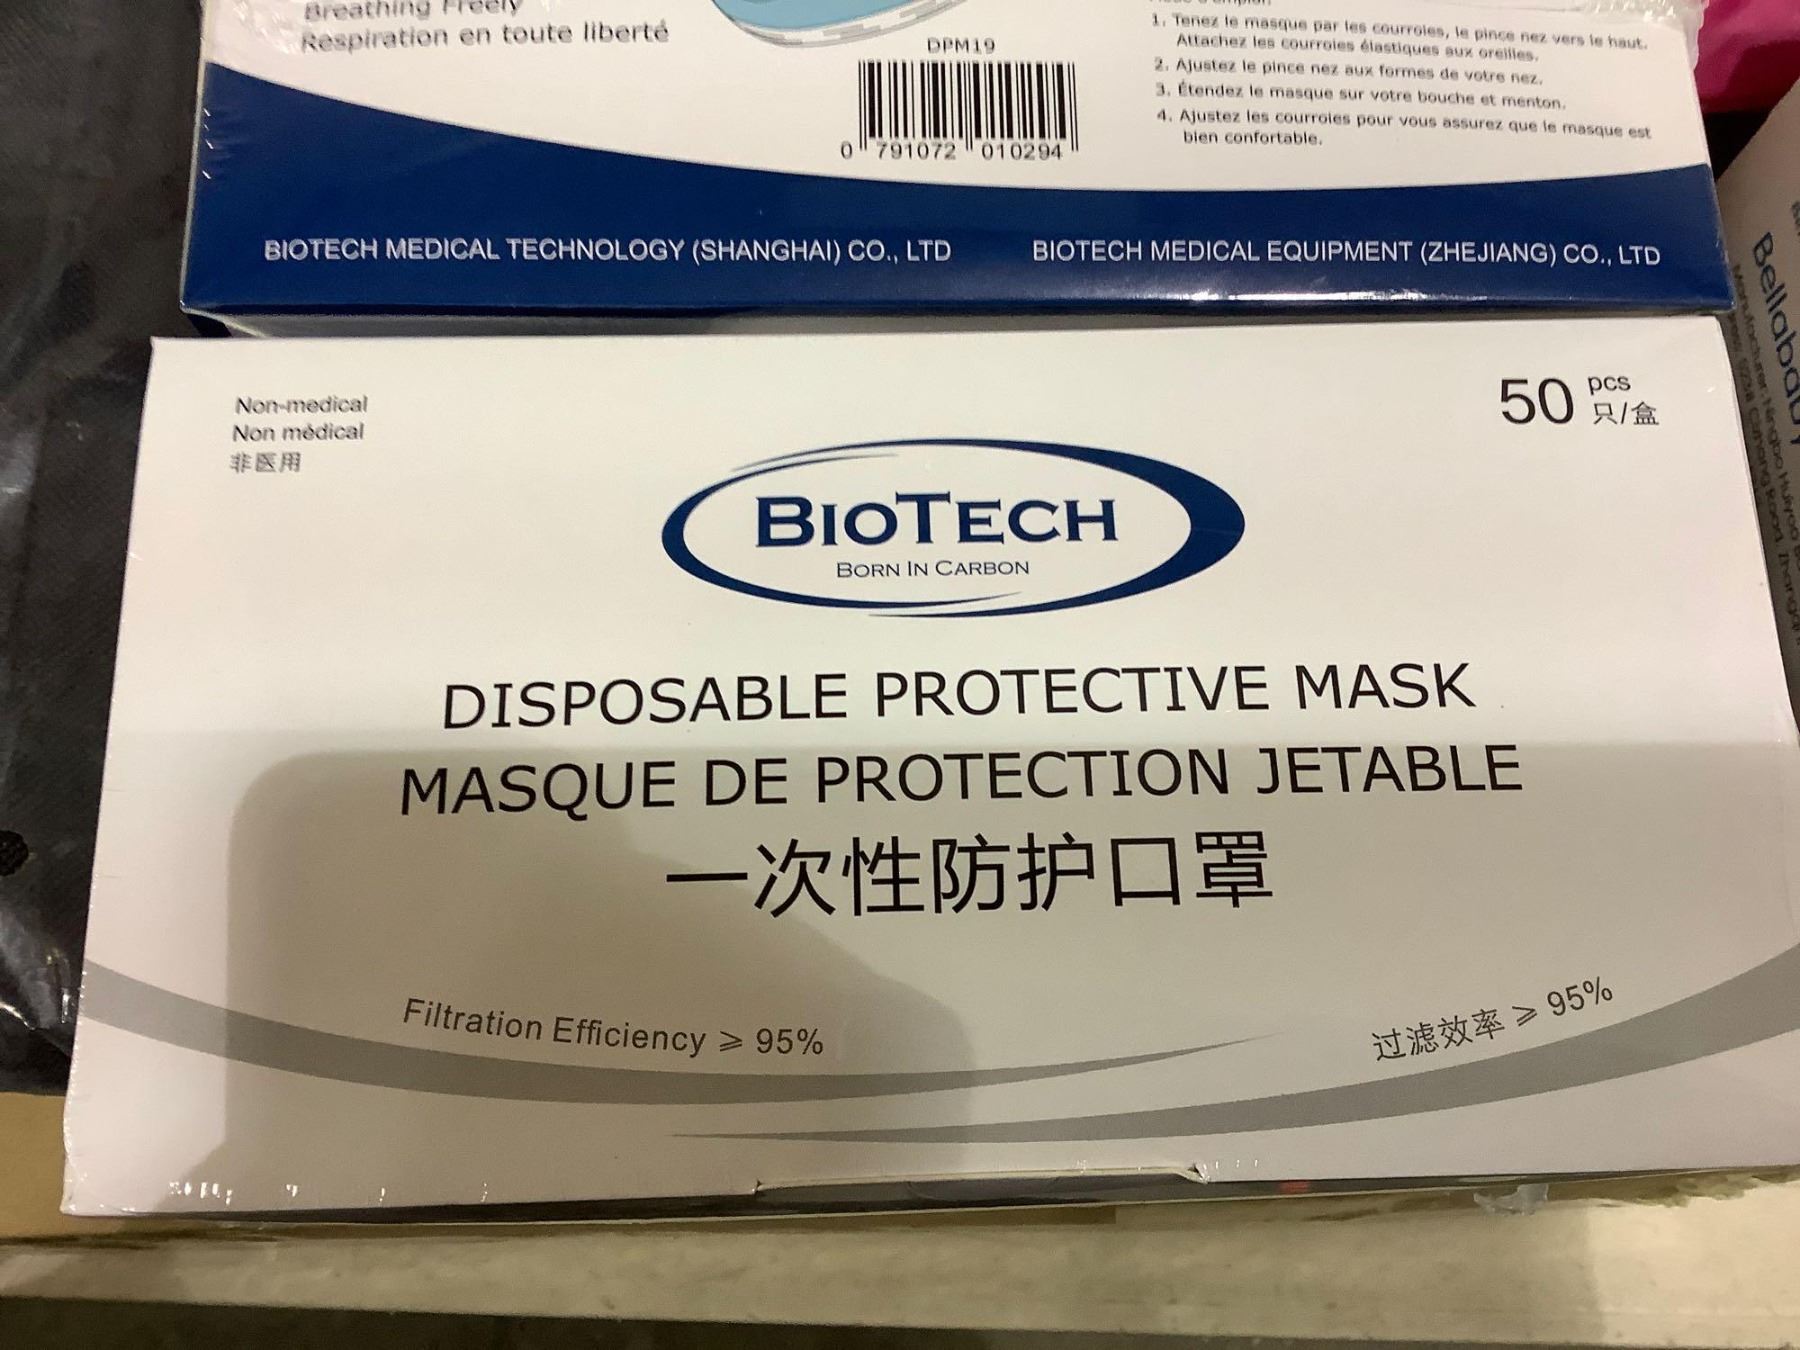 Breathing Freely
Respiration en toute liberté
DPM19
0 791072 010294
1. Tenez le masque par les courroies, le pince nez vers le haut.
Attachez les courroies élastiques aux oreilles.
2. Ajustez le pince nez aux formes de votre nez.
3. Étendez le masque sur votre bouche et menton.
4. Ajustez les courroies pour vous assurez que le masque est
bien confortable.
BIOTECH MEDICAL TECHNOLOGY (SHANGHAI) CO., LTD
BIOTECH MEDICAL EQUIPMENT (ZHEJIANG) CO., LTD
Non-medical
Non médical
非医用
50 pcs
只/盒
BIOTECH
BORN IN CARBON
DISPOSABLE PROTECTIVE MASK
MASQUE DE PROTECTION JETABLE
一次性防护口罩
Filtration Efficiency ⩾ 95%
过滤效率 ⩾ 95%
Bellababy
Manufacturer: Ningbo